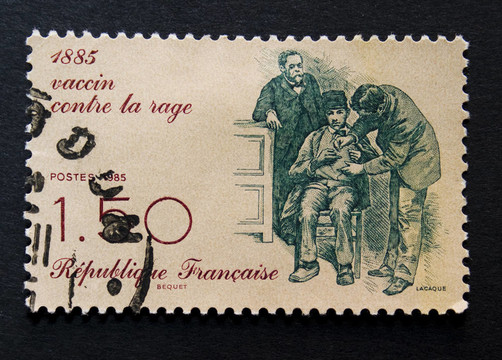 1885
vaccin
contre la rage
POSTES 1985
1.50
République Française
BEQUET
LACAQUE